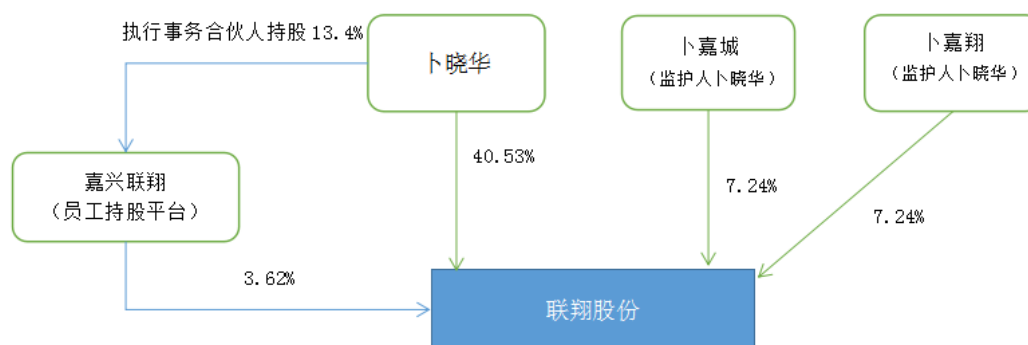 执行事务合伙人持股 13.4%
卜晓华
卜嘉城
（监护人卜晓华）
卜嘉翔
（监护人卜晓华）
40.53%
7.24%
7.24%
嘉兴联翔
（员工持股平台）
3.62%
联翔股份